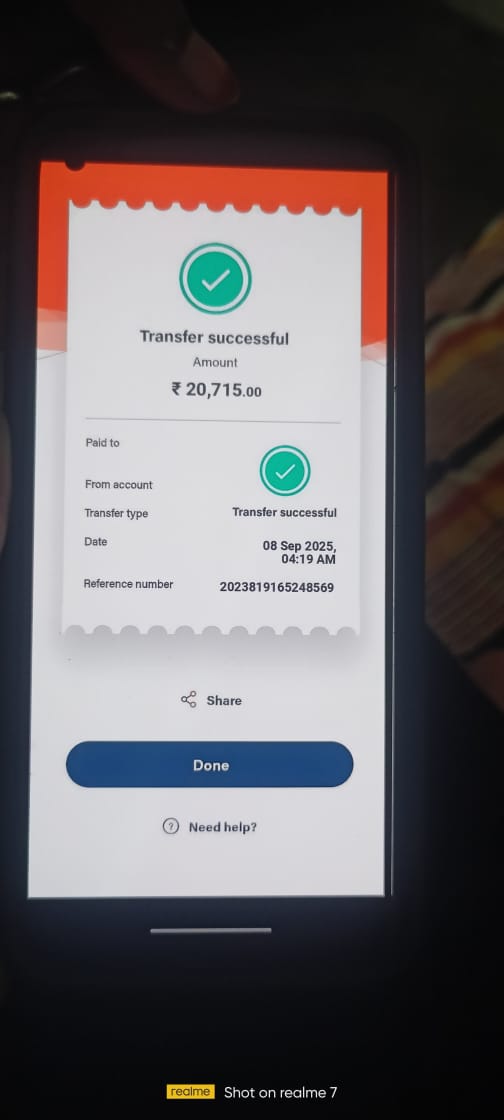 Transfer successful
Amount
₹ 20,715.00
Paid to
From account
Transfer type Transfer successful
Date 08 Sep 2025,
04:19 AM
Reference number 2023819165248569
Share
Done
? Need help?
realme Shot on realme 7